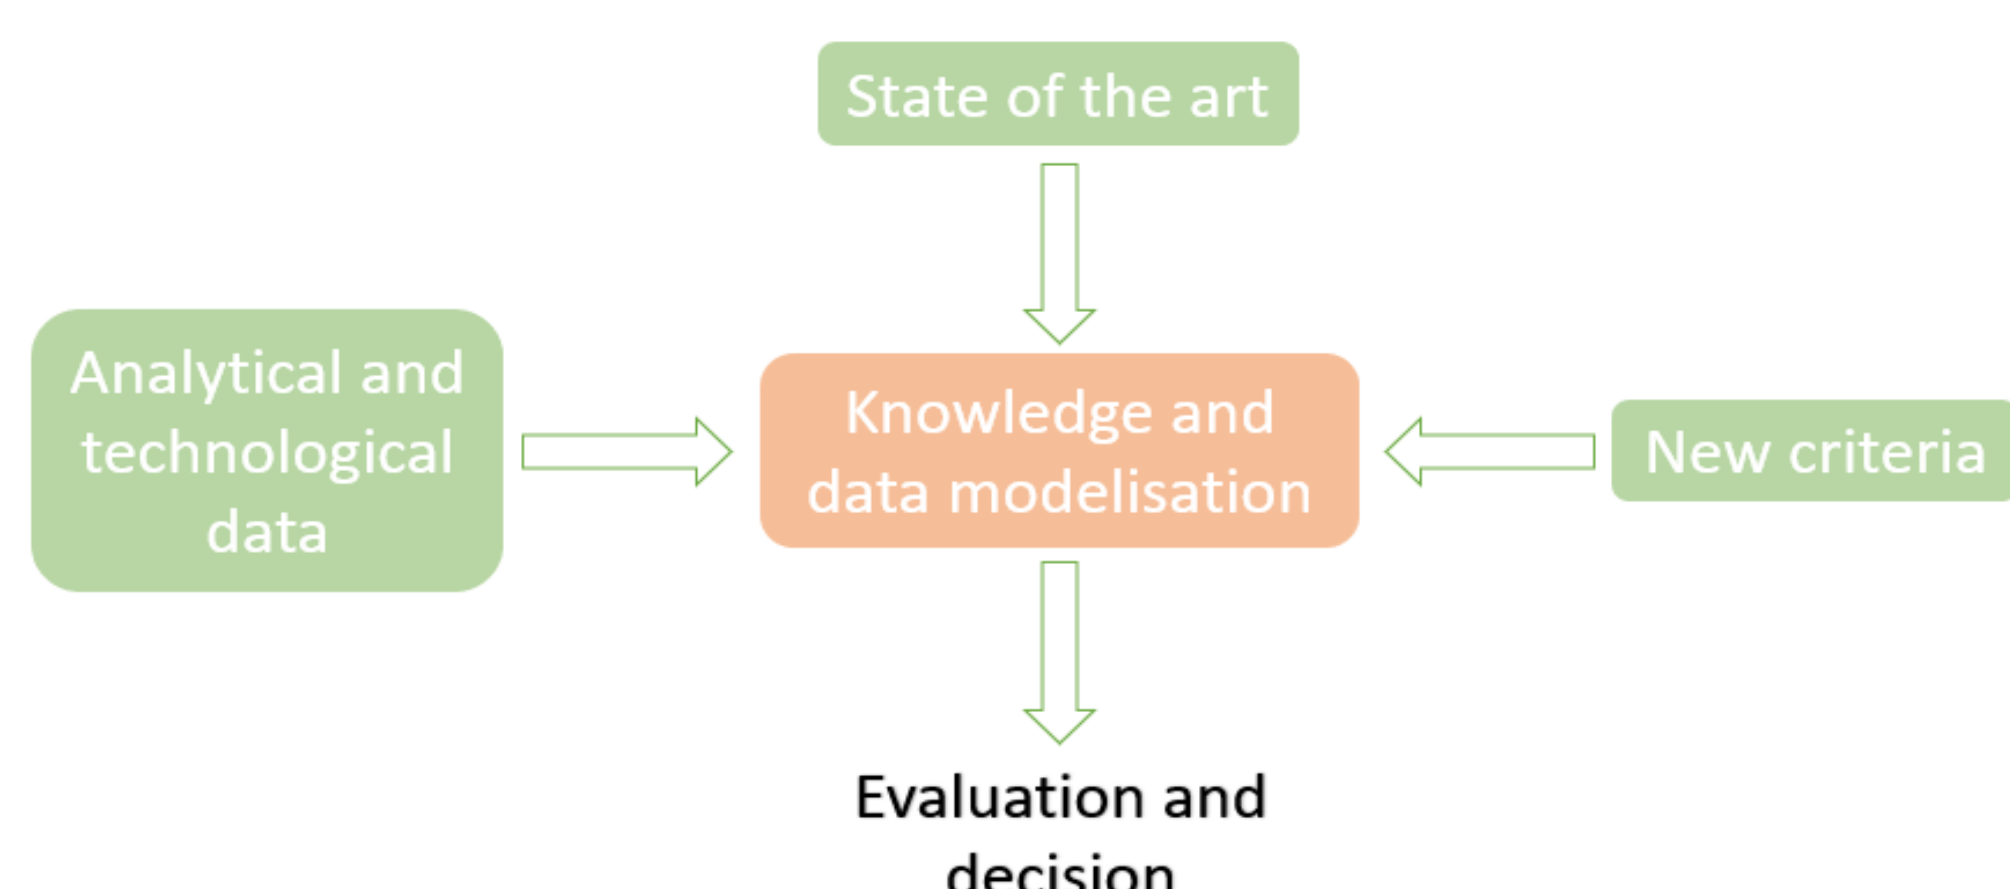 State of the art
Analytical and
technological
data
Knowledge and
data modelisation
New criteria
Evaluation and
decision